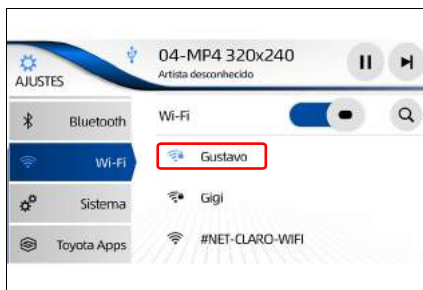 AJUSTES
04-MP4 320x240
Artista desconhecido
Bluetooth
Wi-Fi
Sistema
Toyota Apps
Wi-Fi
Gustavo
Gigi
#NET-CLARO-WIFI